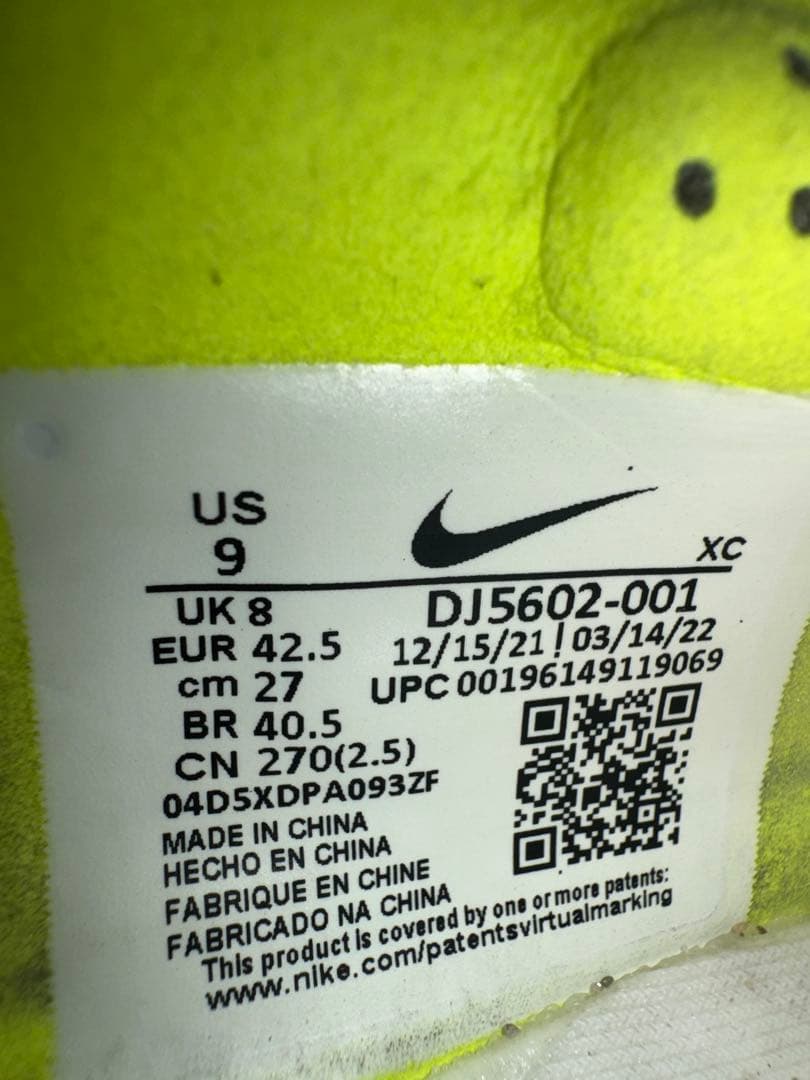 US
9
XC
UK 8
DJ5602-001
EUR 42.5
12/15/21 ! 03/14/22
cm 27
UPC 00196149119069
BR 40.5
CN 270(2.5)
04D5XDPA093ZF
MADE IN CHINA
HECHO EN CHINA
FABRIQUE EN CHINE
FABRICADO NA CHINA
This product is covered by one or more patents:
www.nike.com/patentsvirtualmarking